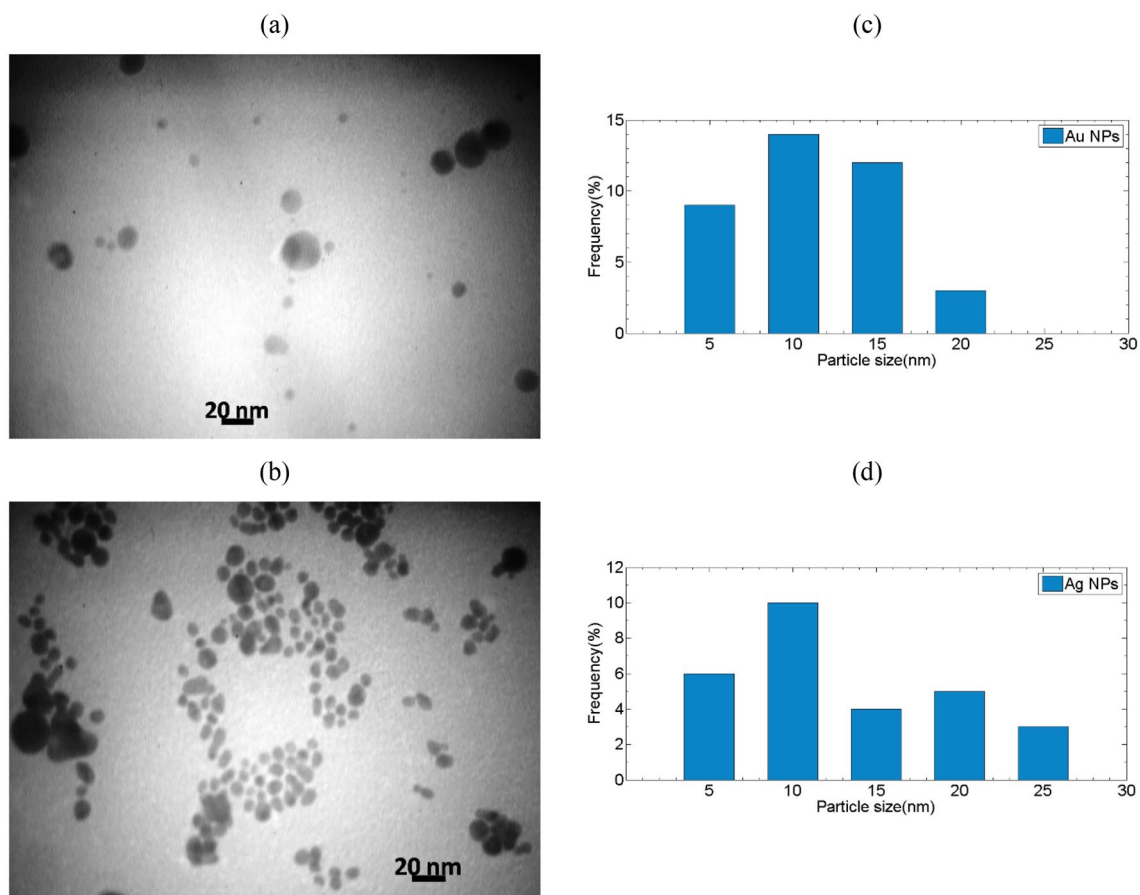 (a)
20 nm
(c)
Au NPs
Frequency(%)
15
10
5
0
5 10 15 20 25 30
Particle size(nm)
(b)
20 nm
(d)
Ag NPs
Frequency(%)
12
10
8
6
4
2
0
5 10 15 20 25 30
Particle size(nm)